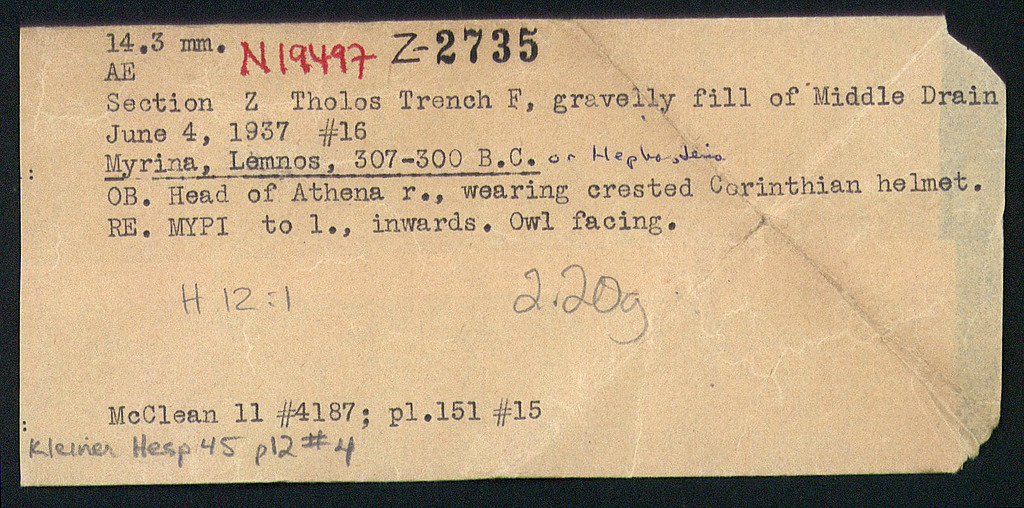 14.3 mm. N19497 Z-2735
AE
Section Z Tholos Trench F, gravelly fill of Middle Drain
June 4, 1937 #16
Myrina, Lemnos, 307-300 B.C. or Hephaisteia
OB. Head of Athena r., wearing crested Corinthian helmet.
RE. MYPI to l., inwards. Owl facing.
H 12:1 2.20g
McClean 11 #4187; pl.151 #15
Kleiner Hesp 45 p12 #4